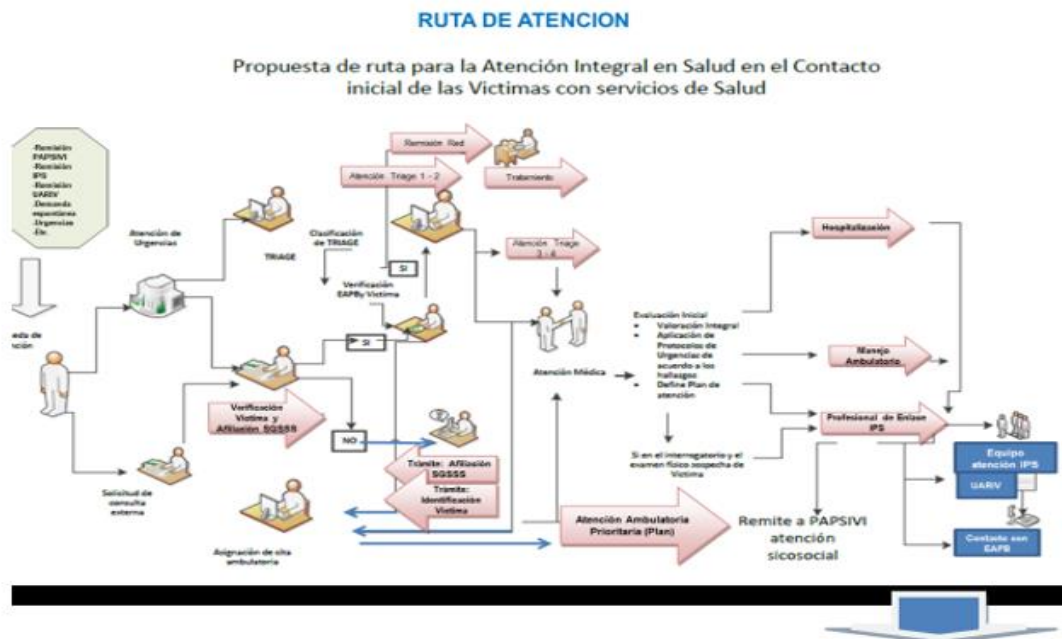 RUTA DE ATENCION
Propuesta de ruta para la Atención Integral en Salud en el Contacto
inicial de las Victimas con servicios de Salud
-Remisión
PAPSIVI
-Remisión
IPS
-Remisión
UARIV
-Demanda
espontánea
-Urgencias
-Etc.
eda de
nción
Atención de
Urgencias
TRIAGE
Clasificación
de TRIAGE
Remisión Red
Atención Triage 1 - 2
Tratamiento
Verificación
EAPBy Victima
SI
SI
Atención Triage
3 - 4
Atención Médica
Verificación
Victima y
Afiliación SGSSS
NO
Trámite: Afiliación
SGSSS
Trámite:
Identificación
Victima
Solicitud de
consulta
externa
Asignación de cita
ambulatoria
Atención Ambulatoria
Prioritaria (Plan)
Evaluación Inicial
• Valoración Integral
• Aplicación de
Protocolos de
Urgencias de
acuerdo a los
hallazgos
• Define Plan de
atención
Si en el interrogatorio y el
examen físico sospecha de
Victima
Hospitalización
Manejo
Ambulatorio
Profesional de Enlace
IPS
Remite a PAPSIVI
atención
sicosocial
Equipo
atención IPS
UARIV
Contacto con
EAPB